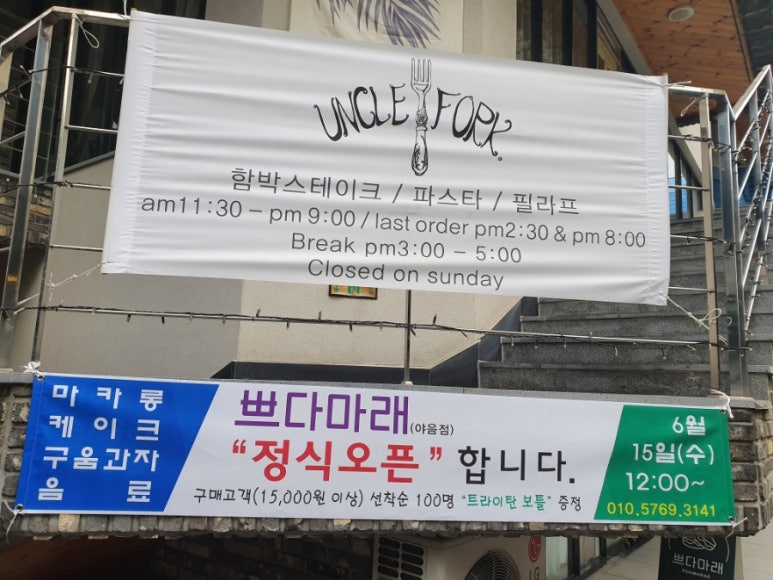 UNCLE FORK.
함박스테이크 / 파스타 / 필라프
am11:30 – pm 9:00 / last order pm2:30 & pm 8:00
Break pm3:00 - 5:00
Closed on sunday
마카롱
케이크
구움과자
음료
쁘다마래(야음점)
“정식오픈” 합니다.
구매고객(15,000원 이상) 선착순 100명 "트라이탄 보틀" 증정
6월
15일(수)
12:00~
010.5769.3141
LG
쁘다마래